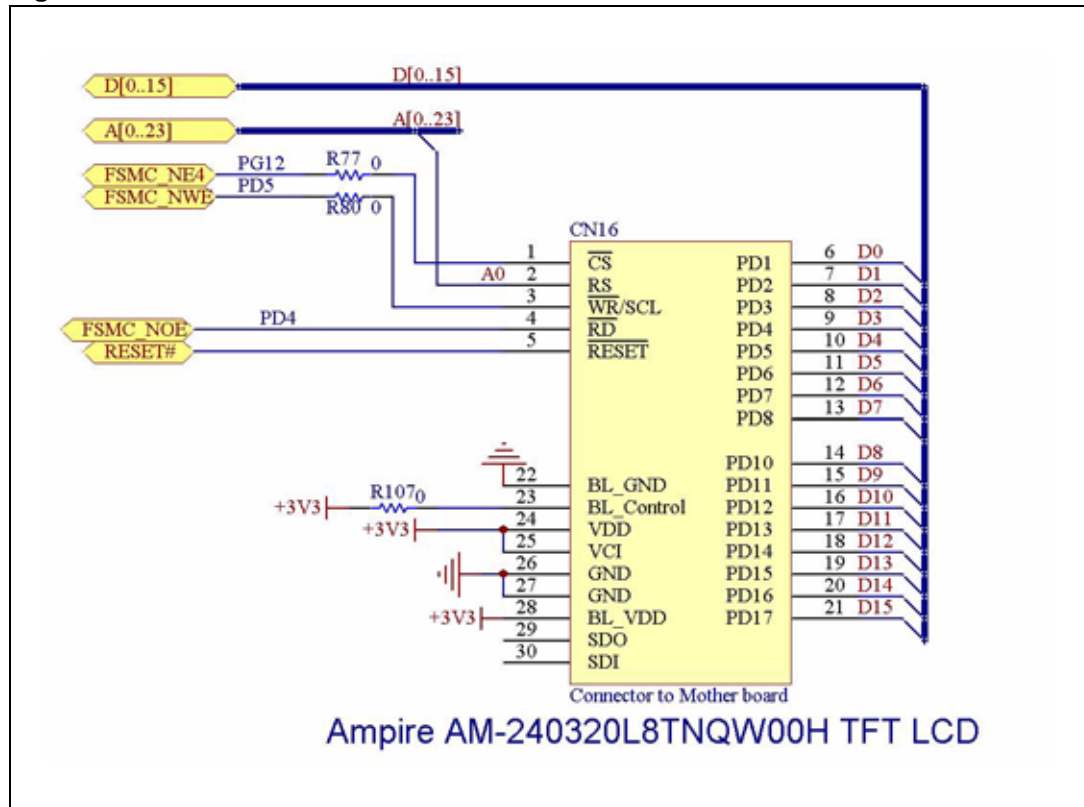 D[0..15] D[0..15]
A[0..23] A[0..23]
FSMC_NE4 PG12 R77 0
FSMC_NWE PD5 R80 0
CN16
1 CS PD1 6 D0
A0 2 RS PD2 7 D1
3 WR/SCL PD3 8 D2
FSMC_NOE PD4 4 RD PD4 9 D3
RESET# 5 RESET PD5 10 D4
PD6 11 D5
PD7 12 D6
PD8 13 D7
PD10 14 D8
22 BL_GND PD11 15 D9
+3V3 R107 0 23 BL_Control PD12 16 D10
+3V3 24 VDD PD13 17 D11
25 VCI PD14 18 D12
26 GND PD15 19 D13
27 GND PD16 20 D14
+3V3 28 BL_VDD PD17 21 D15
29 SDO
30 SDI
Connector to Mother board
Ampire AM-240320L8TNQW00H TFT LCD